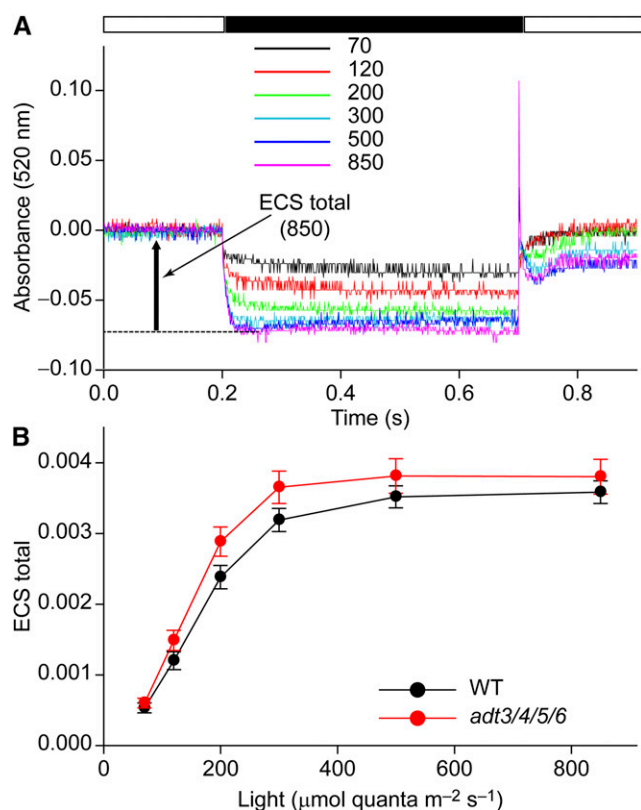 A
70
120
200
300
500
850
ECS total
(850)
0.10
0.05
0.00
−0.05
−0.10
Absorbance (520 nm)
0.0 0.2 0.4 0.6 0.8
Time (s)
B
0.004
0.003
0.002
0.001
0.000
ECS total
WT
adt3/4/5/6
0 200 400 600 800
Light (μmol quanta m⁻² s⁻¹)